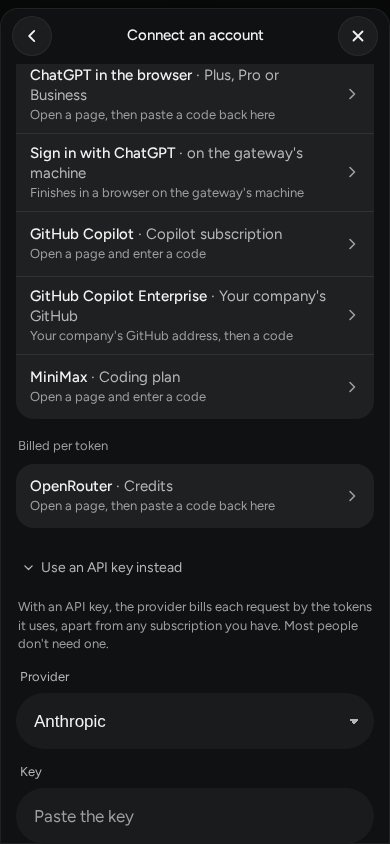 Connect an account
ChatGPT in the browser · Plus, Pro or
Business
Open a page, then paste a code back here
Sign in with ChatGPT · on the gateway's
machine
Finishes in a browser on the gateway's machine
GitHub Copilot · Copilot subscription
Open a page and enter a code
GitHub Copilot Enterprise · Your company's
GitHub
Your company's GitHub address, then a code
MiniMax · Coding plan
Open a page and enter a code
Billed per token
OpenRouter · Credits
Open a page, then paste a code back here
Use an API key instead
With an API key, the provider bills each request by the tokens
it uses, apart from any subscription you have. Most people
don't need one.
Provider
Anthropic
Key
Paste the key